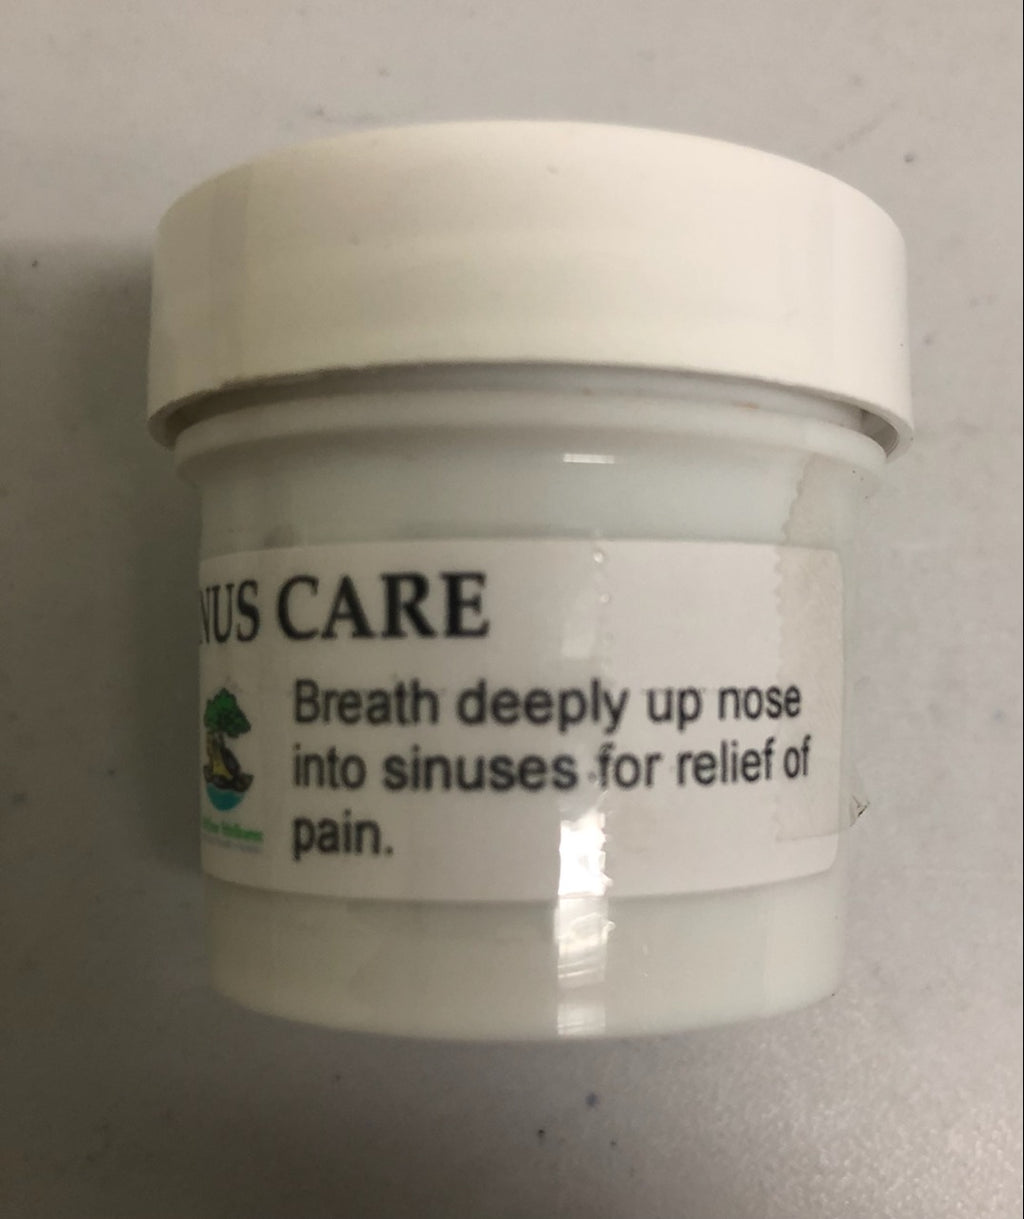 NUS CARE
Breath deeply up nose
into sinuses for relief of
pain.